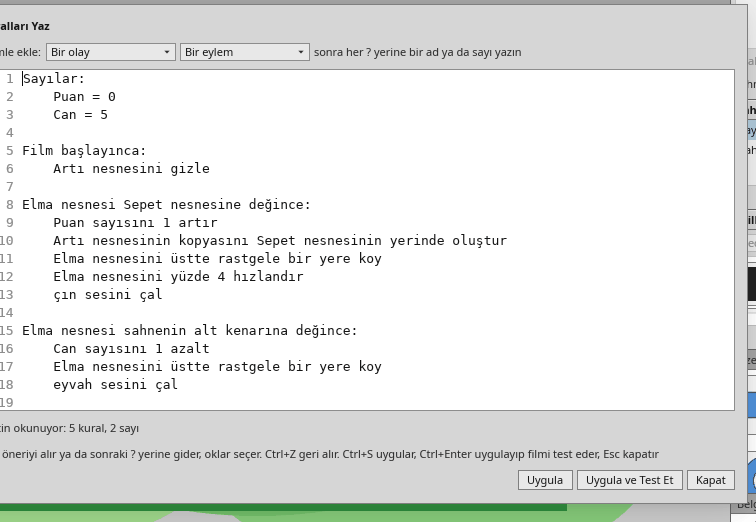 alları Yaz
mle ekle: Bir olay Bir eylem sonra her ? yerine bir ad ya da sayı yazın
1 Sayılar:
2 Puan = 0
3 Can = 5
4
5 Film başlayınca:
6 Artı nesnesini gizle
7
8 Elma nesnesi Sepet nesnesine değince:
9 Puan sayısını 1 artır
10 Artı nesnesinin kopyasını Sepet nesnesinin yerinde oluştur
11 Elma nesnesini üstte rastgele bir yere koy
12 Elma nesnesini yüzde 4 hızlandır
13 çın sesini çal
14
15 Elma nesnesi sahnenin alt kenarına değince:
16 Can sayısını 1 azalt
17 Elma nesnesini üstte rastgele bir yere koy
18 eyvah sesini çal
19
in okunuyor: 5 kural, 2 sayı
öneriyi alır ya da sonraki ? yerine gider, oklar seçer. Ctrl+Z geri alır. Ctrl+S uygular, Ctrl+Enter uygulayıp filmi test eder, Esc kapatır
Uygula Uygula ve Test Et Kapat